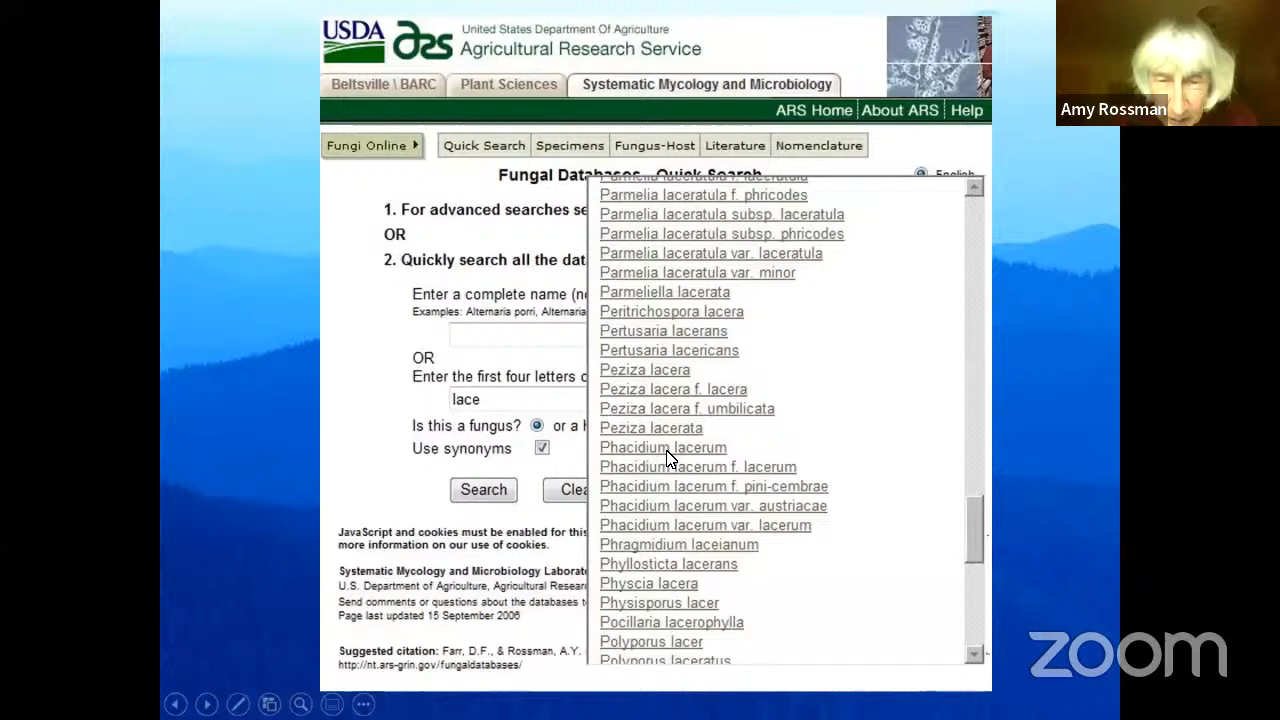 USDA
ars
United States Department Of Agriculture
Agricultural Research Service
Beltsville \ BARC
Plant Sciences
Systematic Mycology and Microbiology
ARS Home
About ARS
Help
Fungi Online
Quick Search
Specimens
Fungus-Host
Literature
Nomenclature
Fungal Databases - Quick Search
English
1. For advanced searches se
OR
2. Quickly search all the dat
Enter a complete name (n
Examples: Alternaria porri, Alternaria
OR
Enter the first four letters o
lace
Is this a fungus?
or a h
Use synonyms
Search
Clea
JavaScript and cookies must be enabled for this
more information on our use of cookies.
Systematic Mycology and Microbiology Laborato
U.S. Department of Agriculture, Agricultural Resear
Send comments or questions about the databases t
Page last updated 15 September 2006
Suggested citation: Farr, D.F., & Rossman, A.Y.
http://nt.ars-grin.gov/fungaldatabases/
Parmelia laceratula f. laceratula
Parmelia laceratula f. phricodes
Parmelia laceratula subsp. laceratula
Parmelia laceratula subsp. phricodes
Parmelia laceratula var. laceratula
Parmelia laceratula var. minor
Parmeliella lacerata
Peritrichospora lacera
Pertusaria lacerans
Pertusaria lacericans
Peziza lacera
Peziza lacera f. lacera
Peziza lacera f. umbilicata
Peziza lacerata
Phacidium lacerum
Phacidium lacerum f. lacerum
Phacidium lacerum f. pini-cembrae
Phacidium lacerum var. austriacae
Phacidium lacerum var. lacerum
Phragmidium laceianum
Phyllosticta lacerans
Physcia lacera
Physisporus lacer
Pocillaria lacerophylla
Polyporus lacer
Polyporus laceratus
Amy Rossman
zoom